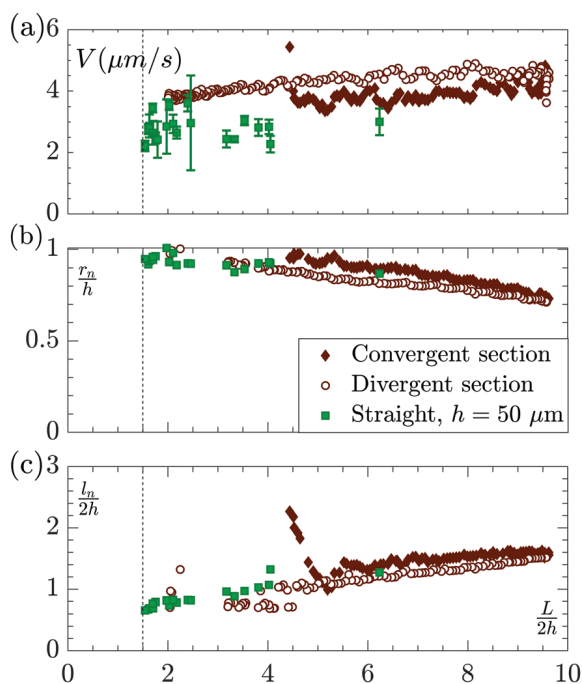 (a)
6
V(μm/s)
4
2
0
(b)
1
r_n/h
0.5
0
Convergent section
Divergent section
Straight, h = 50 μm
(c)
3
l_n/2h
2
1
L/2h
0
0 2 4 6 8 10